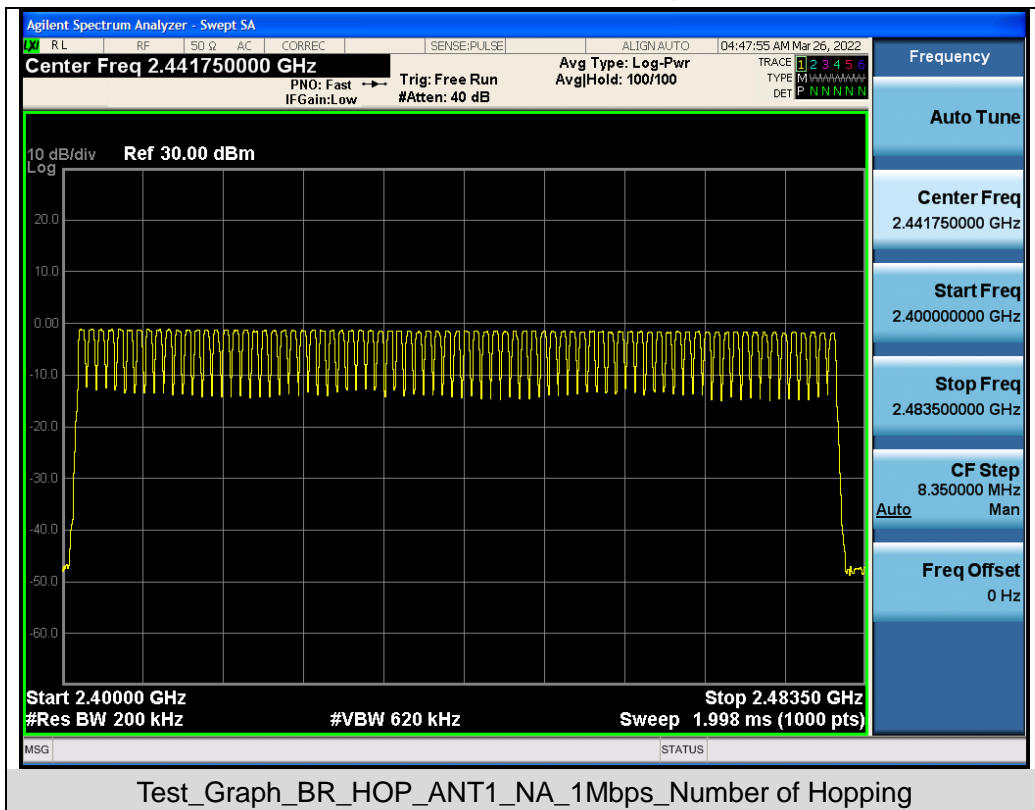 Agilent Spectrum Analyzer - Swept SA
LXI RL RF 50 Ω AC CORREC SENSE:PULSE ALIGN AUTO 04:47:55 AM Mar 26, 2022
Center Freq 2.441750000 GHz
PNO: Fast
IFGain:Low
Trig: Free Run
#Atten: 40 dB
Avg Type: Log-Pwr
Avg|Hold: 100/100
TRACE 1 2 3 4 5 6
TYPE M
DET P N N N N N
10 dB/div Ref 30.00 dBm
Log
20.0
10.0
0.00
-10.0
-20.0
-30.0
-40.0
-50.0
-60.0
Start 2.40000 GHz Stop 2.48350 GHz
#Res BW 200 kHz #VBW 620 kHz Sweep 1.998 ms (1000 pts)
MSG STATUS
Frequency
Auto Tune
Center Freq
2.441750000 GHz
Start Freq
2.400000000 GHz
Stop Freq
2.483500000 GHz
CF Step
8.350000 MHz
Auto Man
Freq Offset
0 Hz
Test_Graph_BR_HOP_ANT1_NA_1Mbps_Number of Hopping